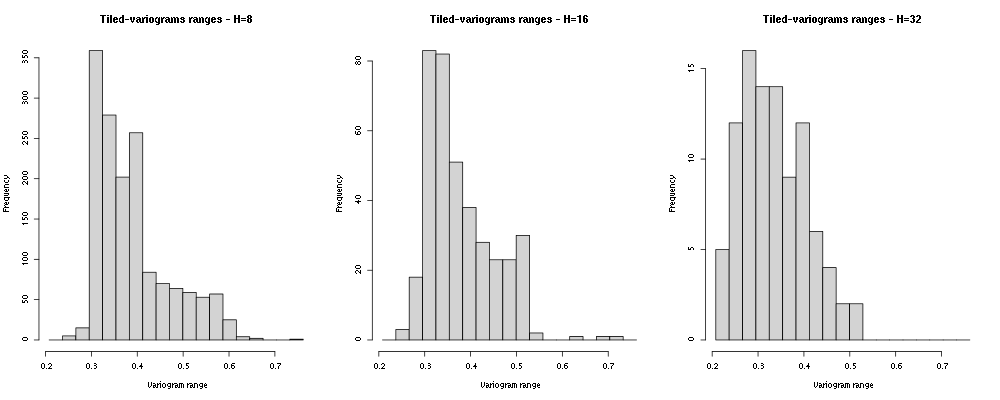 Tiled-variograms ranges - H=8
Tiled-variograms ranges - H=16
Tiled-variograms ranges - H=32
Frequency
0
50
100
150
200
250
300
350
0.2 0.3 0.4 0.5 0.6 0.7
Variogram range
Frequency
0
20
40
60
80
0.2 0.3 0.4 0.5 0.6 0.7
Variogram range
Frequency
0
5
10
15
0.2 0.3 0.4 0.5 0.6 0.7
Variogram range